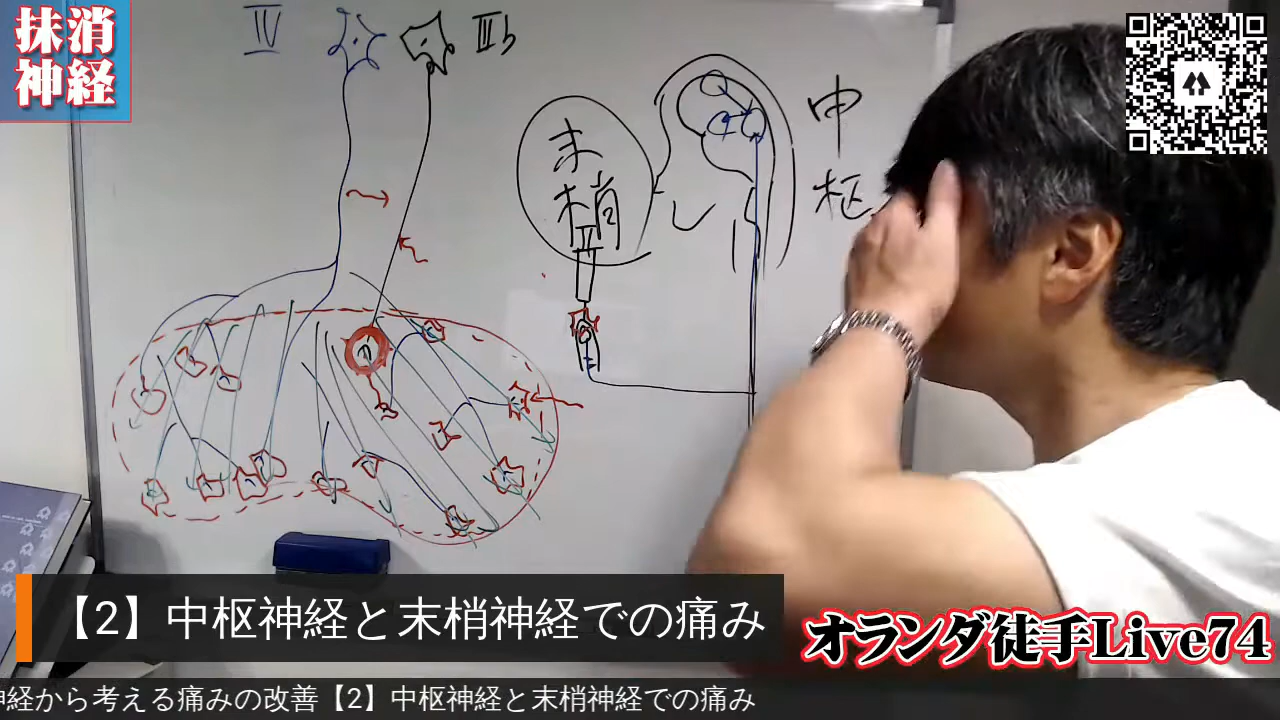 抹消
神経
IV
IIIb
末
梢
中
枢
【2】中枢神経と末梢神経での痛み
オランダ徒手Live74
神経から考える痛みの改善【2】中枢神経と末梢神経での痛み